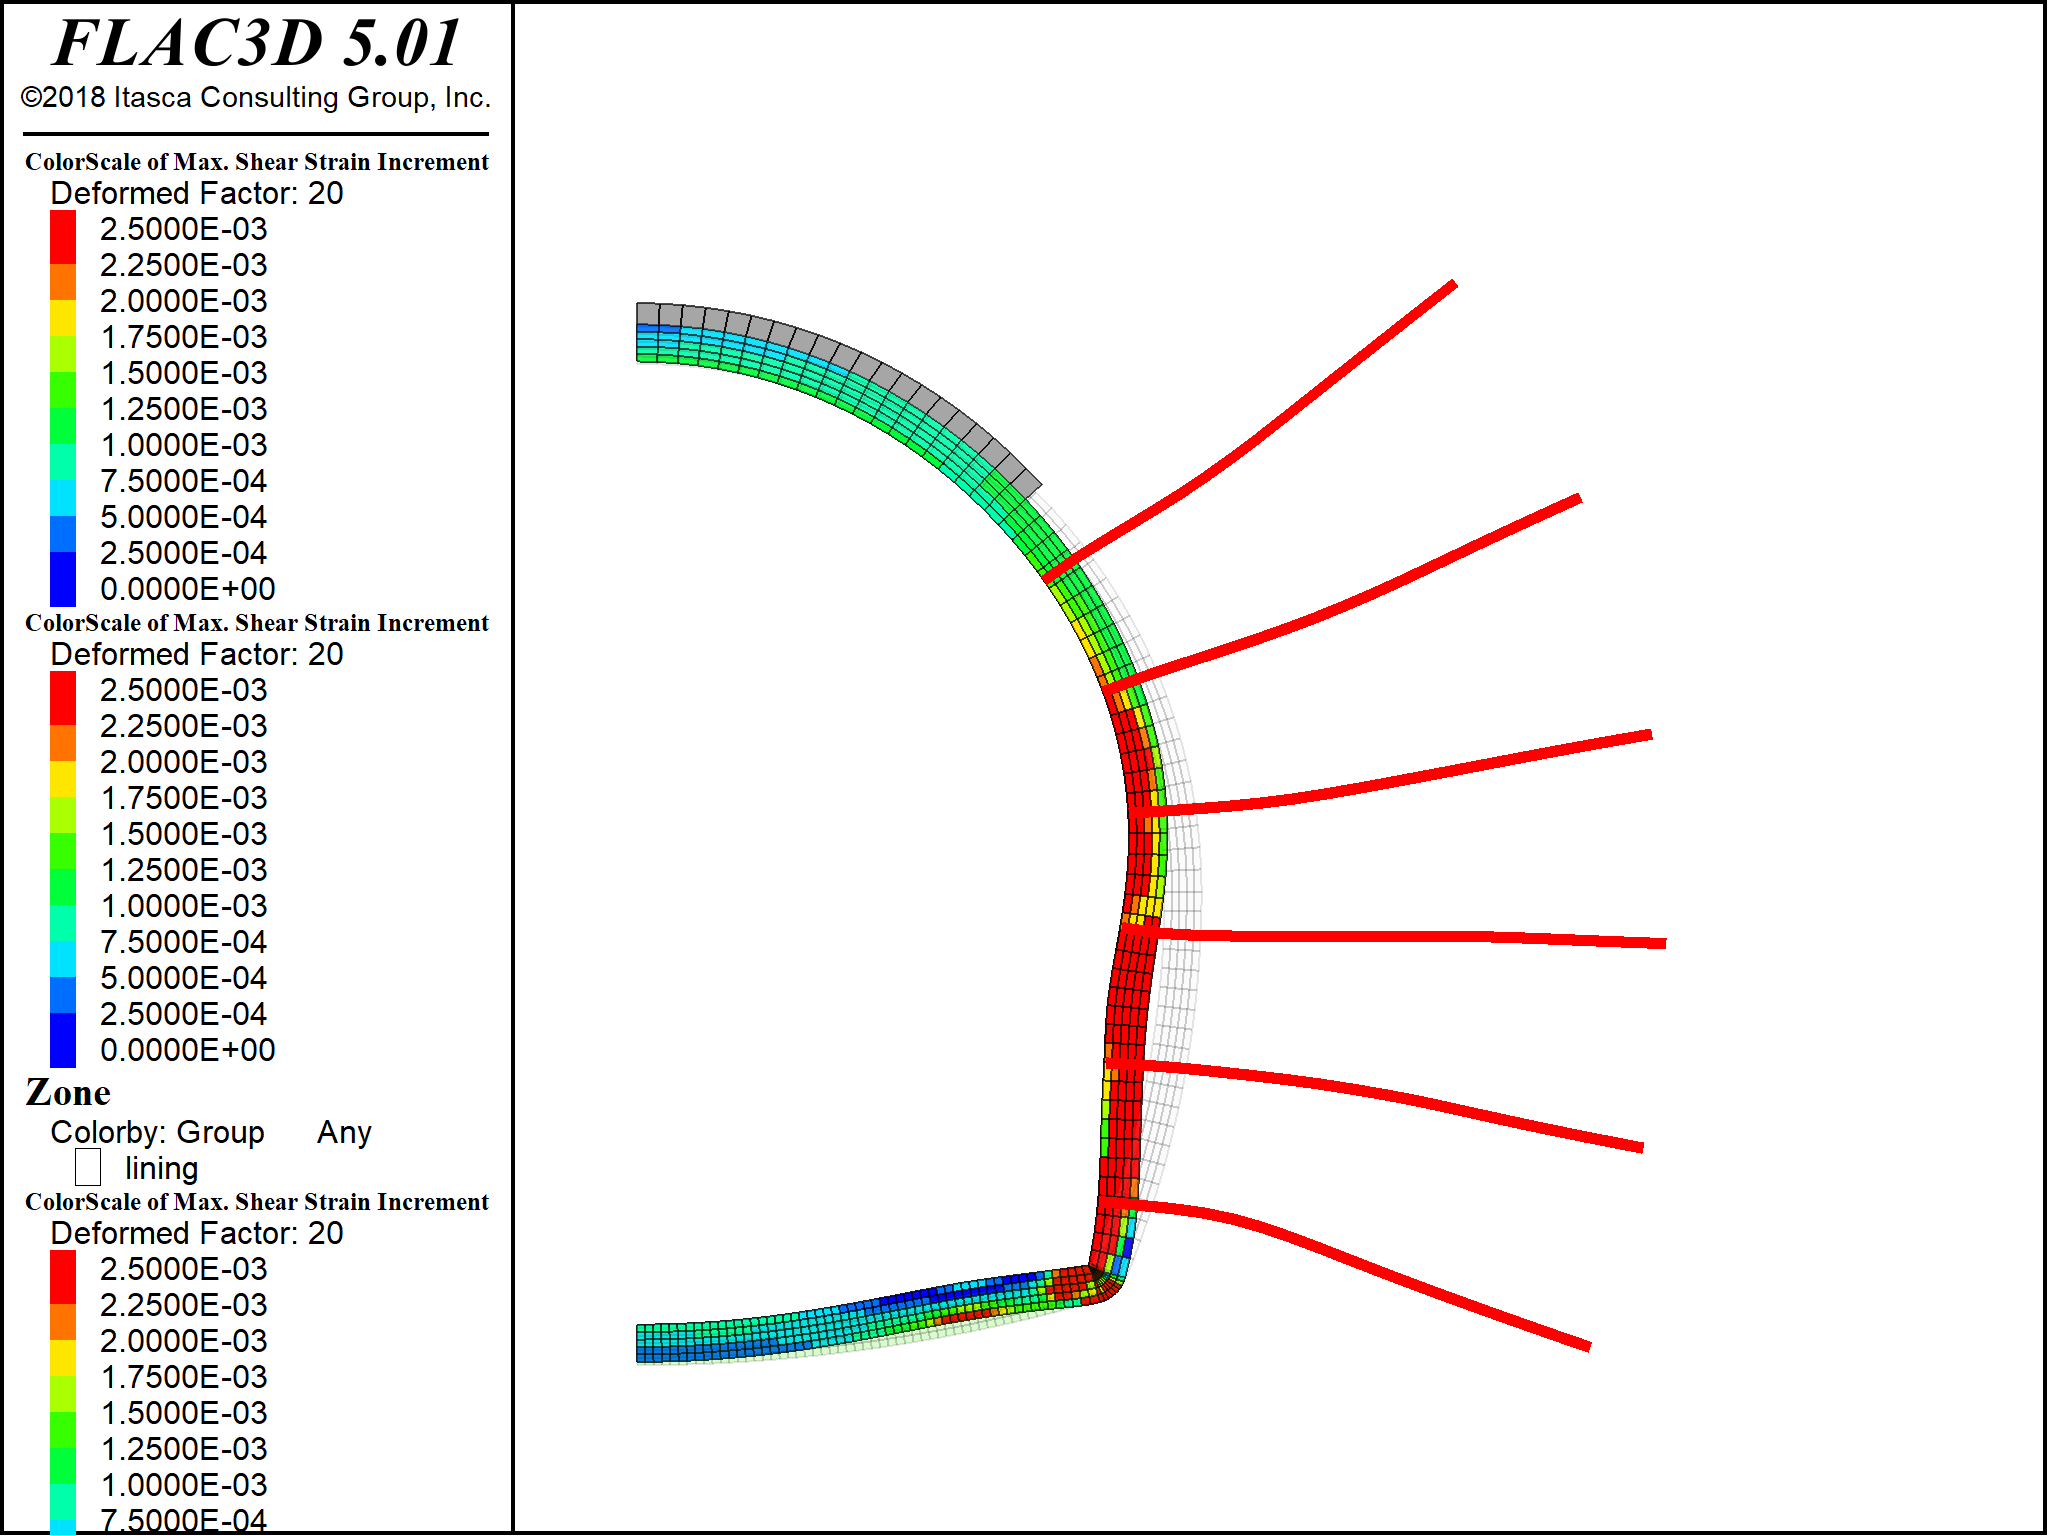 FLAC3D 5.01
©2018 Itasca Consulting Group, Inc.
ColorScale of Max. Shear Strain Increment
Deformed Factor: 20
2.5000E-03
2.2500E-03
2.0000E-03
1.7500E-03
1.5000E-03
1.2500E-03
1.0000E-03
7.5000E-04
5.0000E-04
2.5000E-04
0.0000E+00
ColorScale of Max. Shear Strain Increment
Deformed Factor: 20
2.5000E-03
2.2500E-03
2.0000E-03
1.7500E-03
1.5000E-03
1.2500E-03
1.0000E-03
7.5000E-04
5.0000E-04
2.5000E-04
0.0000E+00
Zone
Colorby: Group Any
lining
ColorScale of Max. Shear Strain Increment
Deformed Factor: 20
2.5000E-03
2.2500E-03
2.0000E-03
1.7500E-03
1.5000E-03
1.2500E-03
1.0000E-03
7.5000E-04